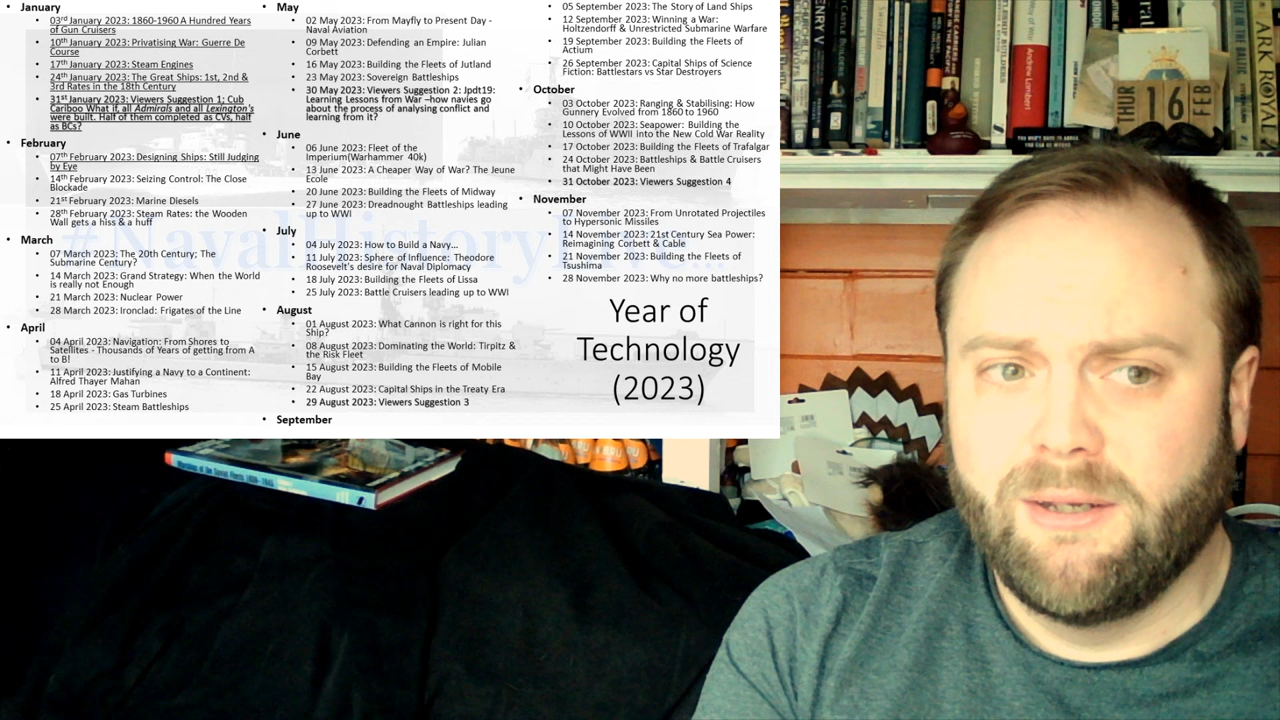 January
03rd January 2023: 1860-1960 A Hundred Years
of Gun Cruisers
10th January 2023: Privatising War: Guerre De
Course
17th January 2023: Steam Engines
24th January 2023: The Great Ships: 1st, 2nd &
3rd Rates in the 18th Century
31st January 2023: Viewers Suggestion 1; Cub
Cariboo What if, all Admirals and all Lexington's
were built. Half of them completed as CVs, half
as BCs?
February
07th February 2023: Designing Ships: Still Judging
by Eye
14th February 2023: Seizing Control: The Close
Blockade
21st February 2023: Marine Diesels
28th February 2023: Steam Rates: the Wooden
Wall gets a hiss & a huff
March
07 March 2023: The 20th Century; The
Submarine Century?
14 March 2023: Grand Strategy: When the World
is really not Enough
21 March 2023: Nuclear Power
28 March 2023: Ironclad: Frigates of the Line
April
04 April 2023: Navigation: From Shores to
Satellites - Thousands of Years of getting from A
to B!
11 April 2023: Justifying a Navy to a Continent:
Alfred Thayer Mahan
18 April 2023: Gas Turbines
25 April 2023: Steam Battleships
May
02 May 2023: From Mayfly to Present Day -
Naval Aviation
09 May 2023: Defending an Empire: Julian
Corbett
16 May 2023: Building the Fleets of Jutland
23 May 2023: Sovereign Battleships
30 May 2023: Viewers Suggestion 2: Jpdt19:
Learning Lessons from War –how navies go
about the process of analysing conflict and
learning from it?
June
06 June 2023: Fleet of the
Imperium(Warhammer 40k)
13 June 2023: A Cheaper Way of War? The Jeune
Ecole
20 June 2023: Building the Fleets of Midway
27 June 2023: Dreadnought Battleships leading
up to WWI
July
04 July 2023: How to Build a Navy...
11 July 2023: Sphere of Influence: Theodore
Roosevelt's desire for Naval Diplomacy
18 July 2023: Building the Fleets of Lissa
25 July 2023: Battle Cruisers leading up to WWI
August
01 August 2023: What Cannon is right for this
Ship?
08 August 2023: Dominating the World: Tirpitz &
the Risk Fleet
15 August 2023: Building the Fleets of Mobile
Bay
22 August 2023: Capital Ships in the Treaty Era
29 August 2023: Viewers Suggestion 3
September
05 September 2023: The Story of Land Ships
12 September 2023: Winning a War:
Holtzendorff & Unrestricted Submarine Warfare
19 September 2023: Building the Fleets of
Actium
26 September 2023: Capital Ships of Science
Fiction: Battlestars vs Star Destroyers
October
03 October 2023: Ranging & Stabilising: How
Gunnery Evolved from 1860 to 1960
10 October 2023: Seapower: Building the
Lessons of WWII into the New Cold War Reality
17 October 2023: Building the Fleets of Trafalgar
24 October 2023: Battleships & Battle Cruisers
that Might Have Been
31 October 2023: Viewers Suggestion 4
November
07 November 2023: From Unrotated Projectiles
to Hypersonic Missiles
14 November 2023: 21st Century Sea Power:
Reimagining Corbett & Cable
21 November 2023: Building the Fleets of
Tsushima
28 November 2023: Why no more battleships?
Year of
Technology
(2023)
#NavalHistoryLive...
Andrew Lambert
ARK ROYAL
THUR 16 FEB